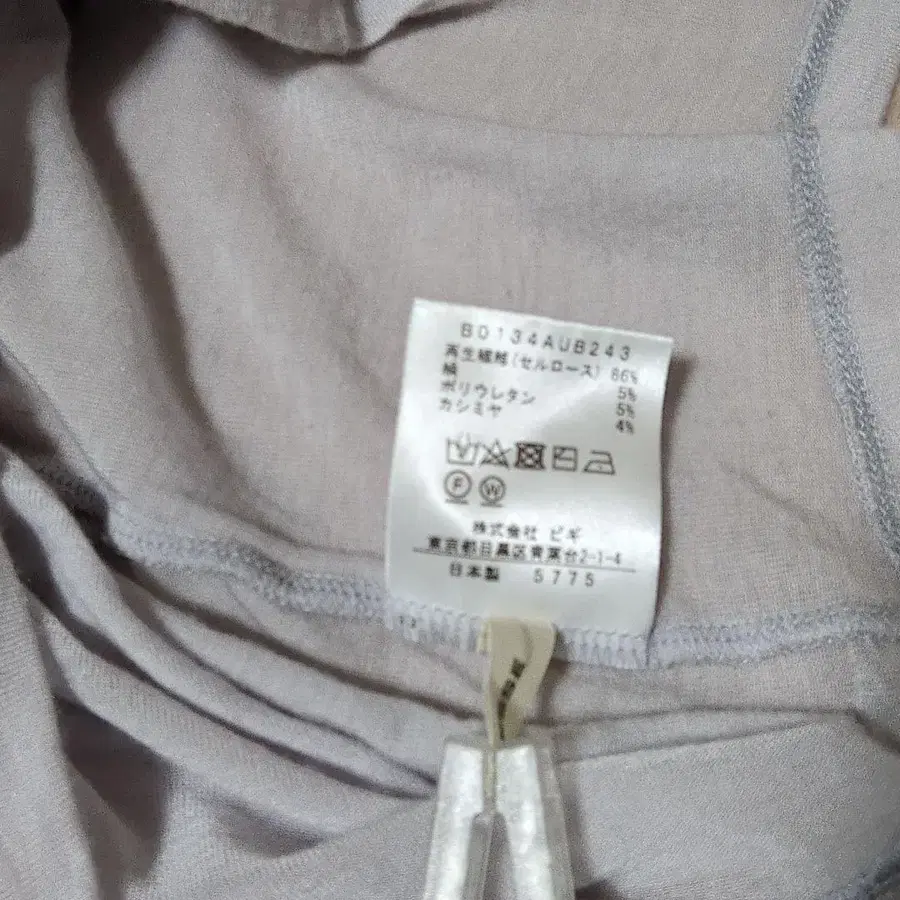 B0134AUB243
再生繊維(セルロース) 86%
絹 5%
ポリウレタン 5%
カシミヤ 4%
F W
株式会社 ビギ
東京都目黒区青葉台2-1-4
日本製 5775